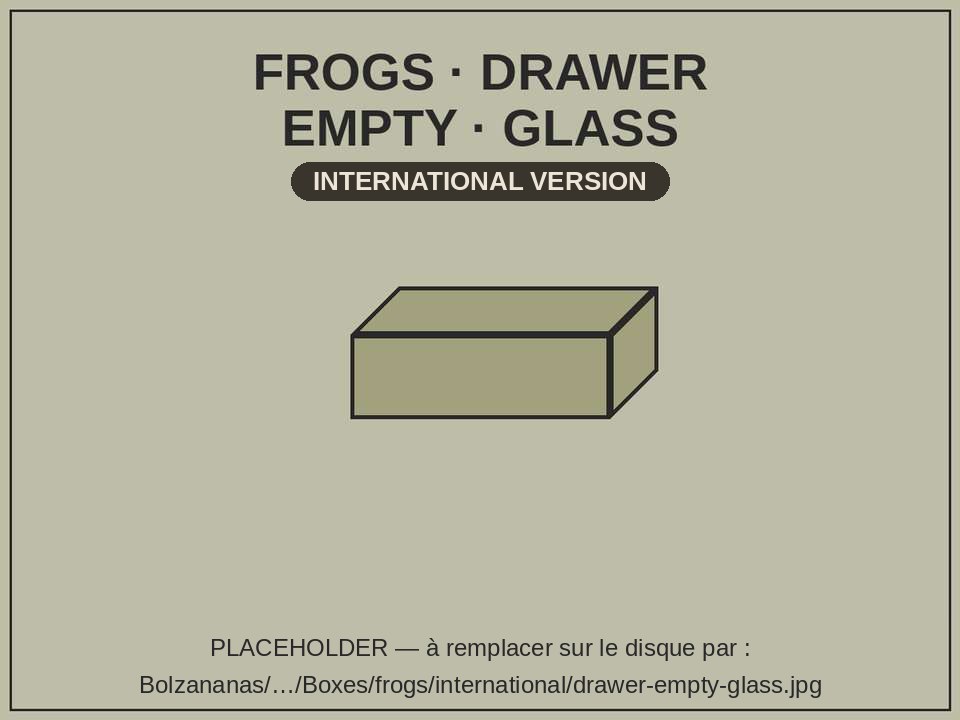 FROGS · DRAWER
EMPTY · GLASS
INTERNATIONAL VERSION
PLACEHOLDER — à remplacer sur le disque par :
Bolzananas/…/Boxes/frogs/international/drawer-empty-glass.jpg